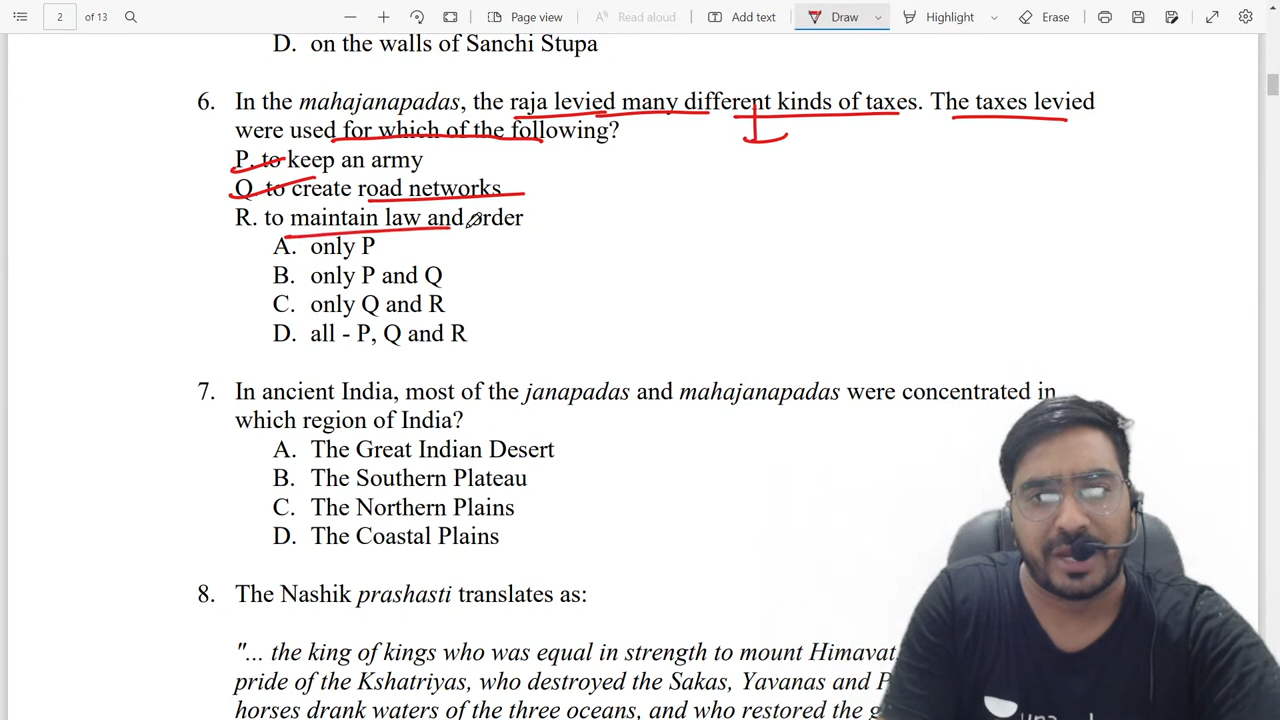 2 of 13
Page view
Read aloud
Add text
Draw
Highlight
Erase
D. on the walls of Sanchi Stupa
6. In the mahajanapadas, the raja levied many different kinds of taxes. The taxes levied
were used for which of the following?
P. to keep an army
Q. to create road networks
R. to maintain law and order
A. only P
B. only P and Q
C. only Q and R
D. all - P, Q and R
7. In ancient India, most of the janapadas and mahajanapadas were concentrated in
which region of India?
A. The Great Indian Desert
B. The Southern Plateau
C. The Northern Plains
D. The Coastal Plains
8. The Nashik prashasti translates as:
"... the king of kings who was equal in strength to mount Himavat,
pride of the Kshatriyas, who destroyed the Sakas, Yavanas and
horses drank waters of the three oceans, and who restored the